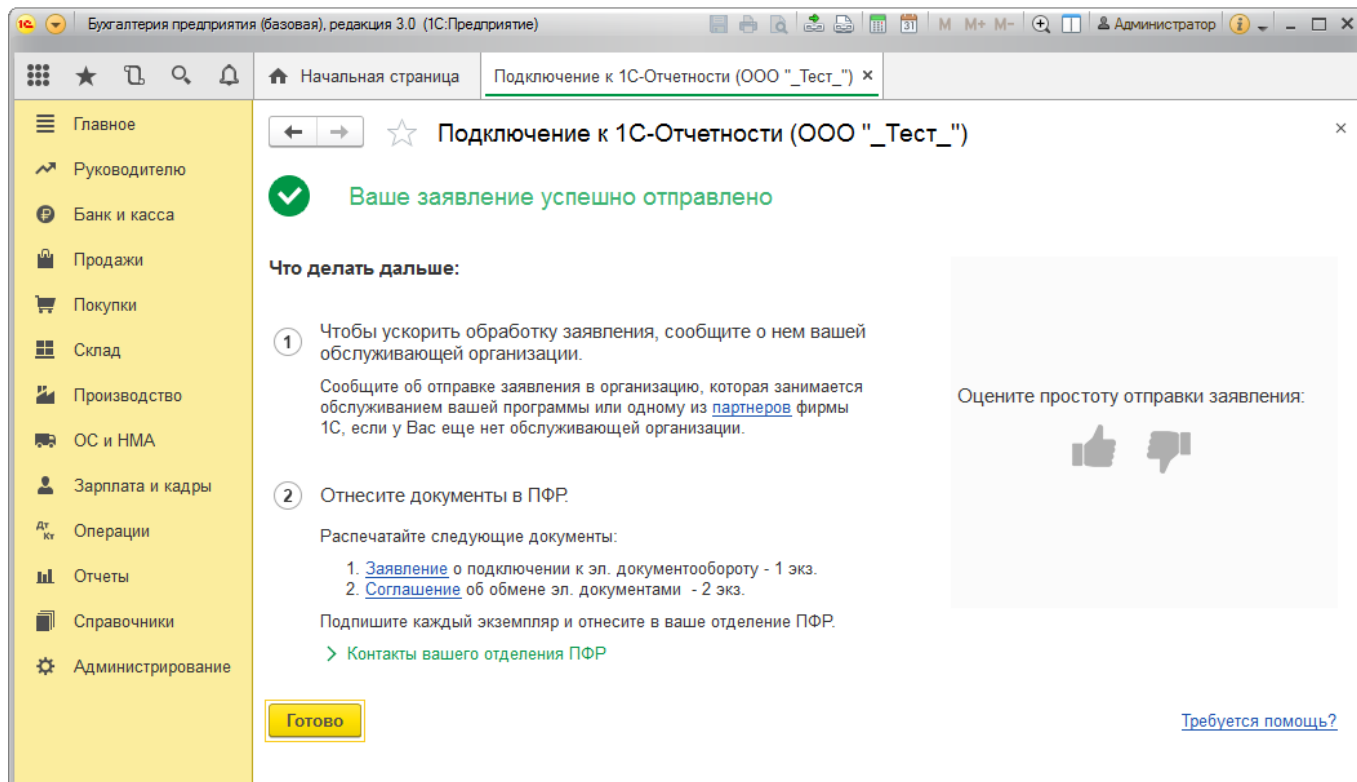 1С Бухгалтерия предприятия (базовая), редакция 3.0 (1С:Предприятие) 31 M M+ M- Администратор
Начальная страница Подключение к 1С-Отчетности (ООО "_Тест_") ×
Главное
Руководителю
Банк и касса
Продажи
Покупки
Склад
Производство
ОС и НМА
Зарплата и кадры
Дт Кт Операции
Отчеты
Справочники
Администрирование
Подключение к 1С-Отчетности (ООО "_Тест_")
Ваше заявление успешно отправлено
Что делать дальше:
1 Чтобы ускорить обработку заявления, сообщите о нем вашей
обслуживающей организации.
Сообщите об отправке заявления в организацию, которая занимается
обслуживанием вашей программы или одному из партнеров фирмы
1С, если у Вас еще нет обслуживающей организации.
2 Отнесите документы в ПФР.
Распечатайте следующие документы:
1. Заявление о подключении к эл. документообороту - 1 экз.
2. Соглашение об обмене эл. документами - 2 экз.
Подпишите каждый экземпляр и отнесите в ваше отделение ПФР.
Контакты вашего отделения ПФР
Оцените простоту отправки заявления:
Готово
Требуется помощь?